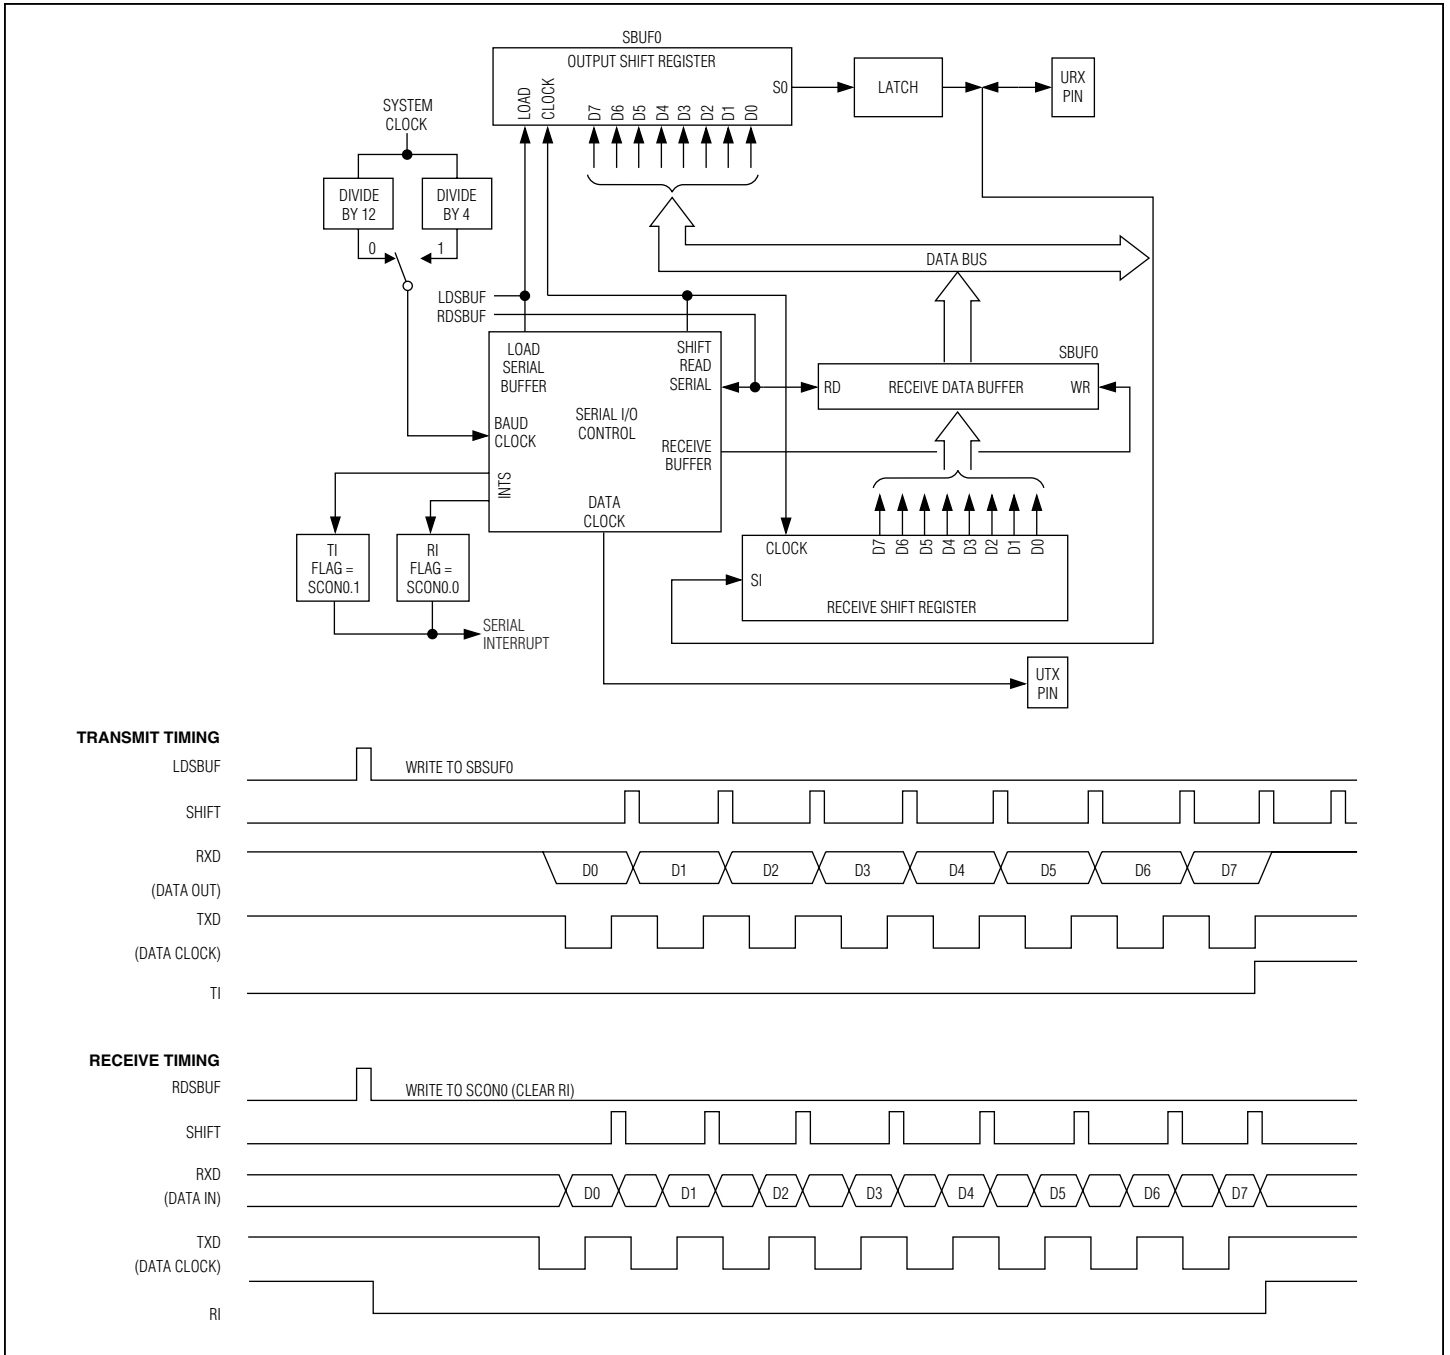 SBUF0
OUTPUT SHIFT REGISTER
LOAD
CLOCK
D7
D6
D5
D4
D3
D2
D1
D0
S0
LATCH
URX
PIN
SYSTEM
CLOCK
DIVIDE
BY 12
DIVIDE
BY 4
0
1
DATA BUS
LDSBUF
RDSBUF
LOAD
SERIAL
BUFFER
SHIFT
READ
SERIAL
BAUD
CLOCK
SERIAL I/O
CONTROL
RECEIVE
BUFFER
INTS
DATA
CLOCK
SBUF0
RD
RECEIVE DATA BUFFER
WR
TI
FLAG =
SCON0.1
RI
FLAG =
SCON0.0
SERIAL
INTERRUPT
CLOCK
D7
D6
D5
D4
D3
D2
D1
D0
SI
RECEIVE SHIFT REGISTER
UTX
PIN
TRANSMIT TIMING
LDSBUF
WRITE TO SBSUF0
SHIFT
RXD
(DATA OUT)
D0
D1
D2
D3
D4
D5
D6
D7
TXD
(DATA CLOCK)
TI
RECEIVE TIMING
RDSBUF
WRITE TO SCON0 (CLEAR RI)
SHIFT
RXD
(DATA IN)
D0
D1
D2
D3
D4
D5
D6
D7
TXD
(DATA CLOCK)
RI